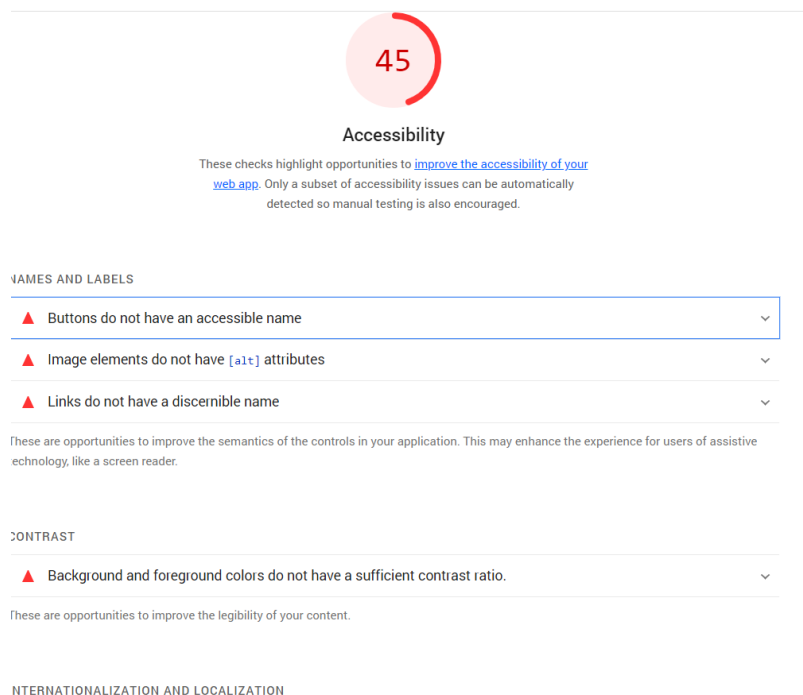 45
Accessibility
These checks highlight opportunities to improve the accessibility of your
web app. Only a subset of accessibility issues can be automatically
detected so manual testing is also encouraged.
NAMES AND LABELS
Buttons do not have an accessible name
Image elements do not have [alt] attributes
Links do not have a discernible name
These are opportunities to improve the semantics of the controls in your application. This may enhance the experience for users of assistive
technology, like a screen reader.
CONTRAST
Background and foreground colors do not have a sufficient contrast ratio.
These are opportunities to improve the legibility of your content.
INTERNATIONALIZATION AND LOCALIZATION